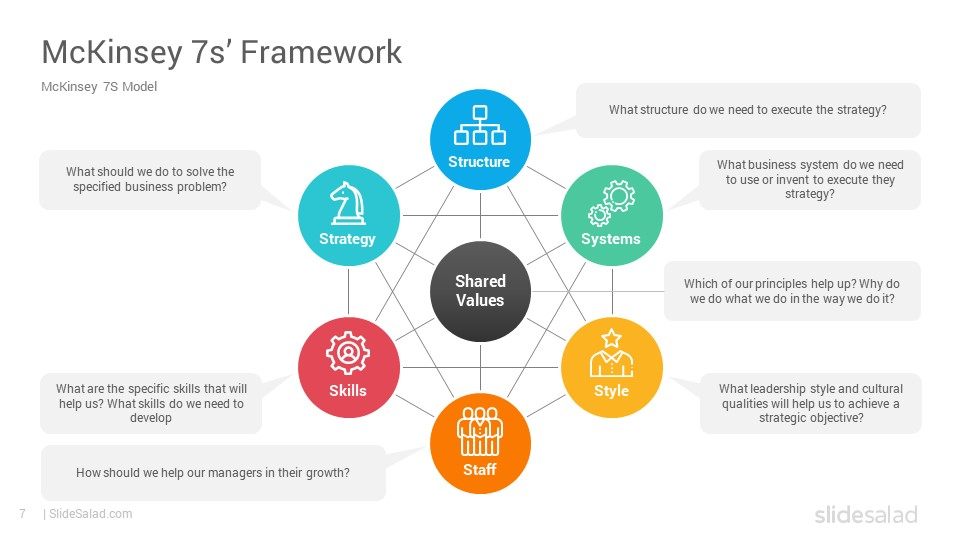 McKinsey 7s’ Framework
McKinsey 7S Model
What structure do we need to execute the strategy?
Structure
What should we do to solve the
specified business problem?
What business system do we need
to use or invent to execute they
strategy?
Strategy
Systems
Shared
Values
Which of our principles help up? Why do
we do what we do in the way we do it?
Skills
Style
What are the specific skills that will
help us? What skills do we need to
develop
What leadership style and cultural
qualities will help us to achieve a
strategic objective?
Staff
How should we help our managers in their growth?
7 | SlideSalad.com
slidesalad